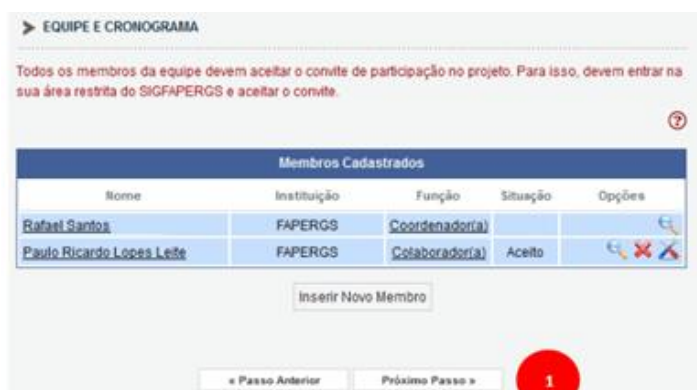 EQUIPE E CRONOGRAMA
Todos os membros da equipe devem aceitar o convite de participação no projeto. Para isso, devem entrar na
sua área restrita do SIGFAPERGS e aceitar o convite.
?
Membros Cadastrados
Nome Instituição Função Situação Opções
Rafael Santos FAPERGS Coordenador(a)
Paulo Ricardo Lopes Leite FAPERGS Colaborador(a) Aceito
Inserir Novo Membro
« Passo Anterior Próximo Passo » 1